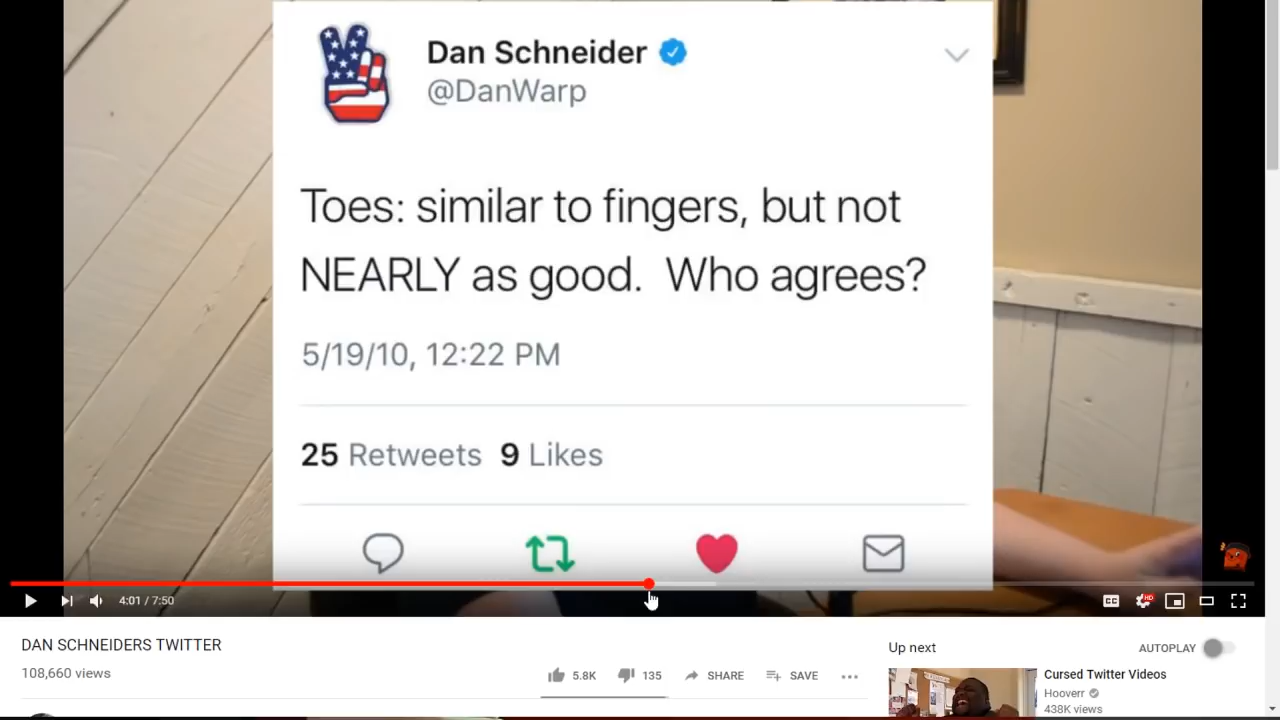 Dan Schneider
@DanWarp
Toes: similar to fingers, but not
NEARLY as good.  Who agrees?
5/19/10, 12:22 PM
25 Retweets 9 Likes
4:01 / 7:50
CC
HD
DAN SCHNEIDERS TWITTER
108,660 views
5.8K
135
SHARE
SAVE
Up next
AUTOPLAY
Cursed Twitter Videos
Hooverr
438K views